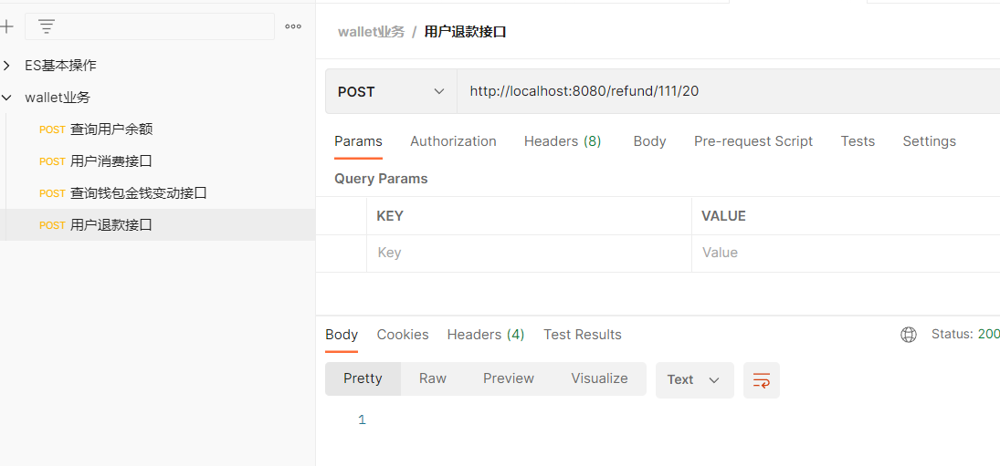 wallet业务 / 用户退款接口
ES基本操作
wallet业务
POST 查询用户余额
POST 用户消费接口
POST 查询钱包金钱变动接口
POST 用户退款接口
POST http://localhost:8080/refund/111/20
Params Authorization Headers (8) Body Pre-request Script Tests Settings
Query Params
KEY VALUE
Key Value
Body Cookies Headers (4) Test Results Status: 200
Pretty Raw Preview Visualize Text
1